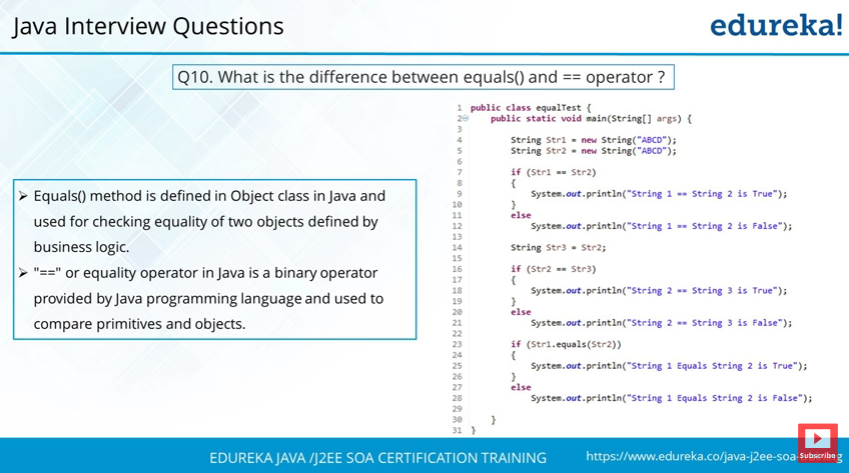 Java Interview Questions
edureka!
Q10. What is the difference between equals() and == operator ?
➢ Equals() method is defined in Object class in Java and
used for checking equality of two objects defined by
business logic.
➢ "==" or equality operator in Java is a binary operator
provided by Java programming language and used to
compare primitives and objects.
1 public class equalTest {
2 public static void main(String[] args) {
3
4 String Str1 = new String("ABCD");
5 String Str2 = new String("ABCD");
6
7 if (Str1 == Str2)
8 {
9 System.out.println("String 1 == String 2 is True");
10 }
11 else
12 System.out.println("String 1 == String 2 is False");
13
14 String Str3 = Str2;
15
16 if (Str2 == Str3)
17 {
18 System.out.println("String 2 == String 3 is True");
19 }
20 else
21 System.out.println("String 2 == String 3 is False");
22
23 if (Str1.equals(Str2))
24 {
25 System.out.println("String 1 Equals String 2 is True");
26 }
27 else
28 System.out.println("String 1 Equals String 2 is False");
29
30 }
31 }
EDUREKA JAVA /J2EE SOA CERTIFICATION TRAINING
https://www.edureka.co/java-j2ee-soa-
Subscribe